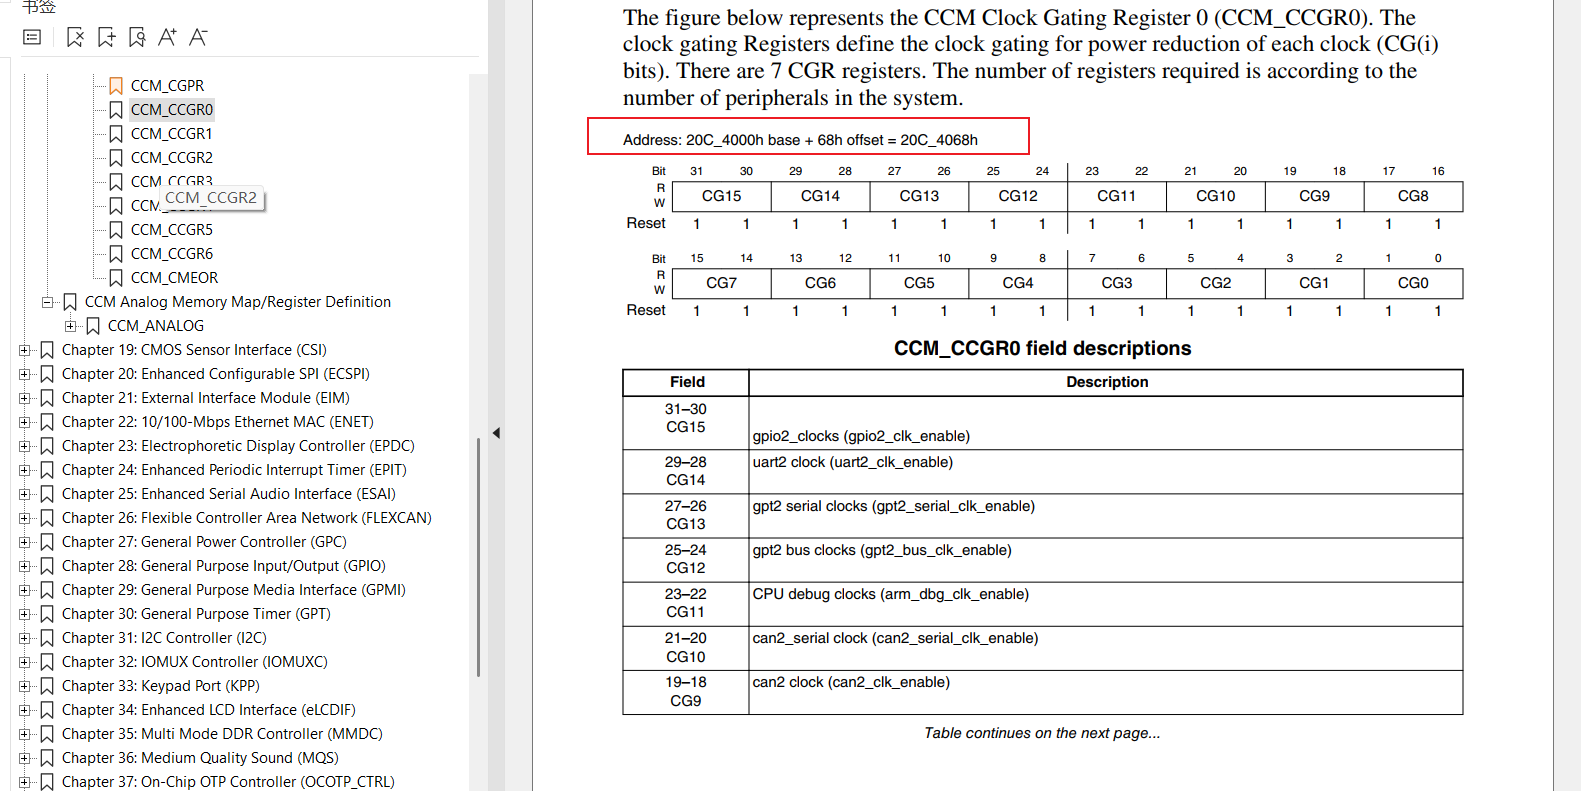 书签
A+
A-
CCM_CGPR
CCM_CCGR0
CCM_CCGR1
CCM_CCGR2
CCM_CCGR3
CCM_CCGR2
CCM_
CCM_CCGR5
CCM_CCGR6
CCM_CMEOR
CCM Analog Memory Map/Register Definition
CCM_ANALOG
Chapter 19: CMOS Sensor Interface (CSI)
Chapter 20: Enhanced Configurable SPI (ECSPI)
Chapter 21: External Interface Module (EIM)
Chapter 22: 10/100-Mbps Ethernet MAC (ENET)
Chapter 23: Electrophoretic Display Controller (EPDC)
Chapter 24: Enhanced Periodic Interrupt Timer (EPIT)
Chapter 25: Enhanced Serial Audio Interface (ESAI)
Chapter 26: Flexible Controller Area Network (FLEXCAN)
Chapter 27: General Power Controller (GPC)
Chapter 28: General Purpose Input/Output (GPIO)
Chapter 29: General Purpose Media Interface (GPMI)
Chapter 30: General Purpose Timer (GPT)
Chapter 31: I2C Controller (I2C)
Chapter 32: IOMUX Controller (IOMUXC)
Chapter 33: Keypad Port (KPP)
Chapter 34: Enhanced LCD Interface (eLCDIF)
Chapter 35: Multi Mode DDR Controller (MMDC)
Chapter 36: Medium Quality Sound (MQS)
Chapter 37: On-Chip OTP Controller (OCOTP_CTRL)
The figure below represents the CCM Clock Gating Register 0 (CCM_CCGR0). The
clock gating Registers define the clock gating for power reduction of each clock (CG(i)
bits). There are 7 CGR registers. The number of registers required is according to the
number of peripherals in the system.
Address: 20C_4000h base + 68h offset = 20C_4068h
Bit 31 30 29 28 27 26 25 24 23 22 21 20 19 18 17 16
R
W
CG15 CG14 CG13 CG12 CG11 CG10 CG9 CG8
Reset 1 1 1 1 1 1 1 1 1 1 1 1 1 1 1 1
Bit 15 14 13 12 11 10 9 8 7 6 5 4 3 2 1 0
R
W
CG7 CG6 CG5 CG4 CG3 CG2 CG1 CG0
Reset 1 1 1 1 1 1 1 1 1 1 1 1 1 1 1 1
CCM_CCGR0 field descriptions
Field Description
31–30
CG15
gpio2_clocks (gpio2_clk_enable)
29–28
CG14
uart2 clock (uart2_clk_enable)
27–26
CG13
gpt2 serial clocks (gpt2_serial_clk_enable)
25–24
CG12
gpt2 bus clocks (gpt2_bus_clk_enable)
23–22
CG11
CPU debug clocks (arm_dbg_clk_enable)
21–20
CG10
can2_serial clock (can2_serial_clk_enable)
19–18
CG9
can2 clock (can2_clk_enable)
Table continues on the next page...